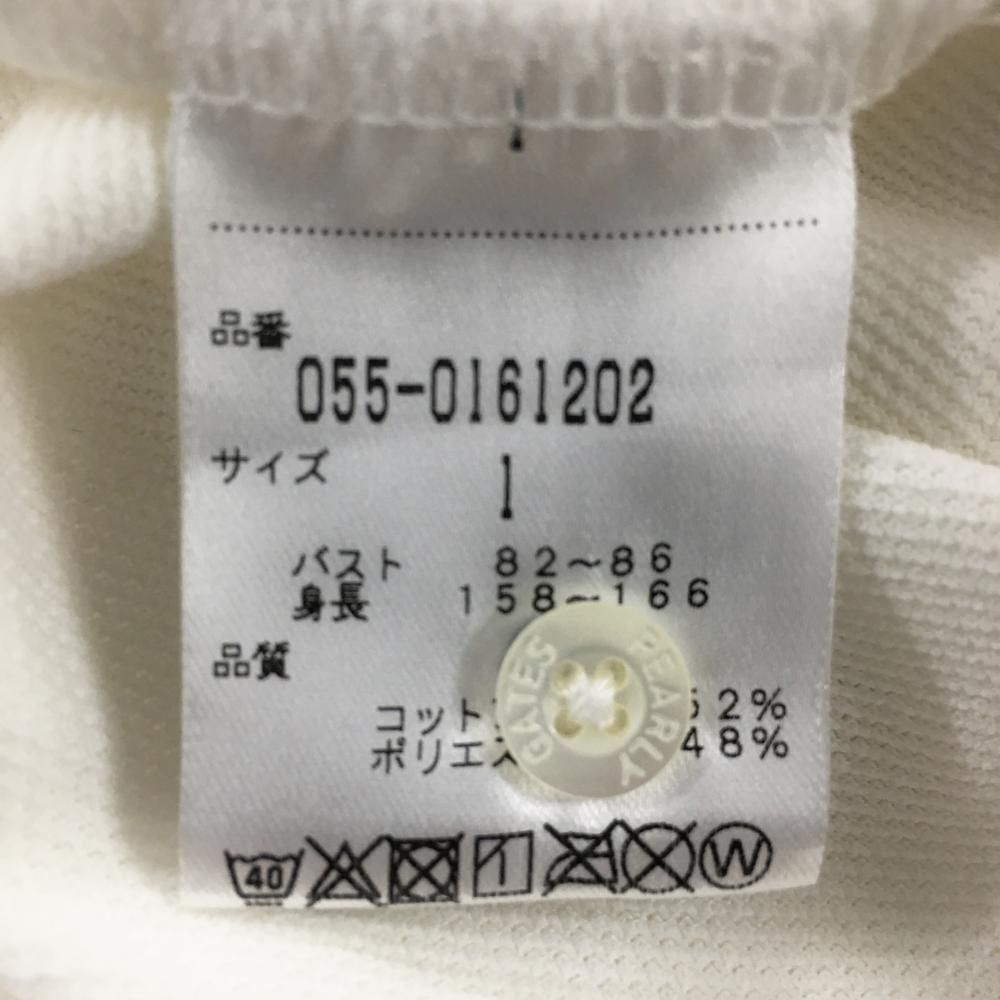 品番
055-0161202
サイズ
1
バスト 82～86
身長 158～166
品質
コット 52%
ポリエス 48%
PEARLY GATES
40
W